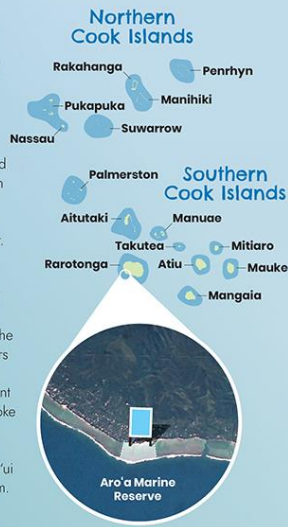 Northern
Cook Islands
Rakahanga
Penrhyn
Manihiki
Pukapuka
Suwarrow
Nassau
Palmerston
Southern
Cook Islands
Aitutaki
Manuae
Takutea
Mitiaro
Rarotonga
Atiu
Mauke
Mangaia
Aro'a Marine
Reserve